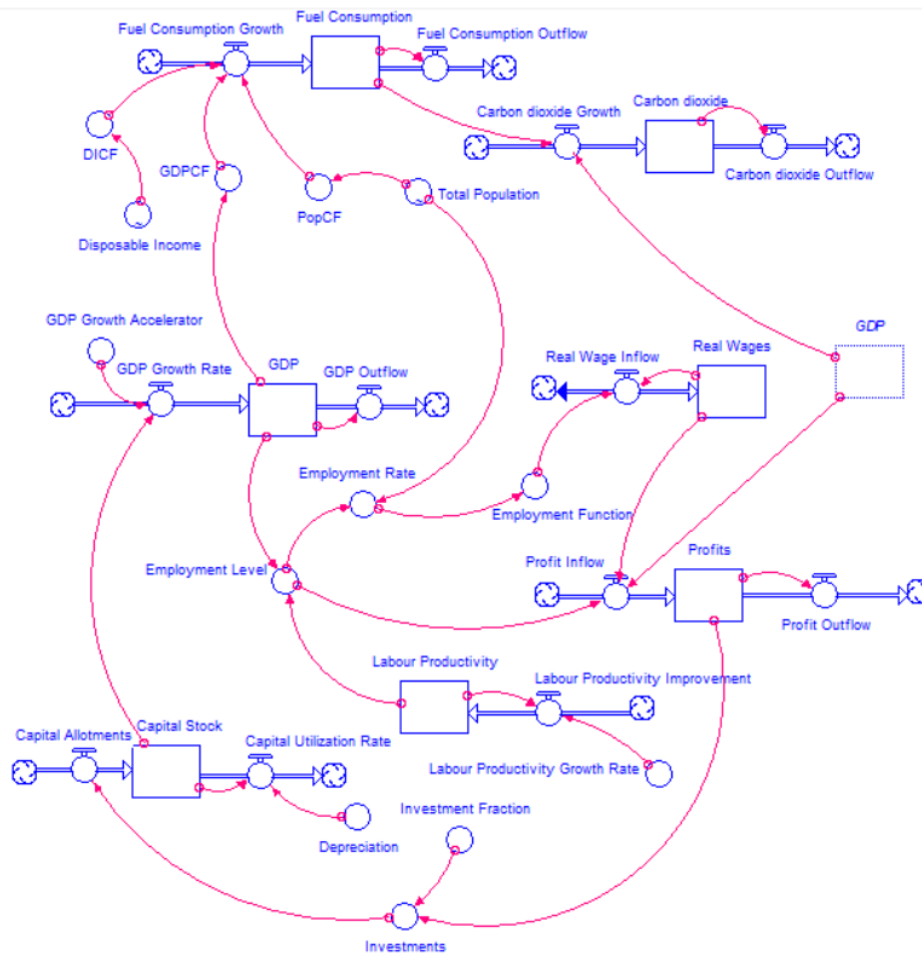 Fuel Consumption
Fuel Consumption Growth
Fuel Consumption Outflow
Carbon dioxide Growth
Carbon dioxide
DICF
GDPCF
PopCF
Total Population
Carbon dioxide Outflow
Disposable Income
GDP Growth Accelerator
GDP
GDP Growth Rate
GDP
GDP Outflow
Real Wage Inflow
Real Wages
Employment Rate
Employment Function
Employment Level
Profit Inflow
Profits
Profit Outflow
Labour Productivity
Labour Productivity Improvement
Capital Allotments
Capital Stock
Capital Utilization Rate
Labour Productivity Growth Rate
Investment Fraction
Depreciation
Investments